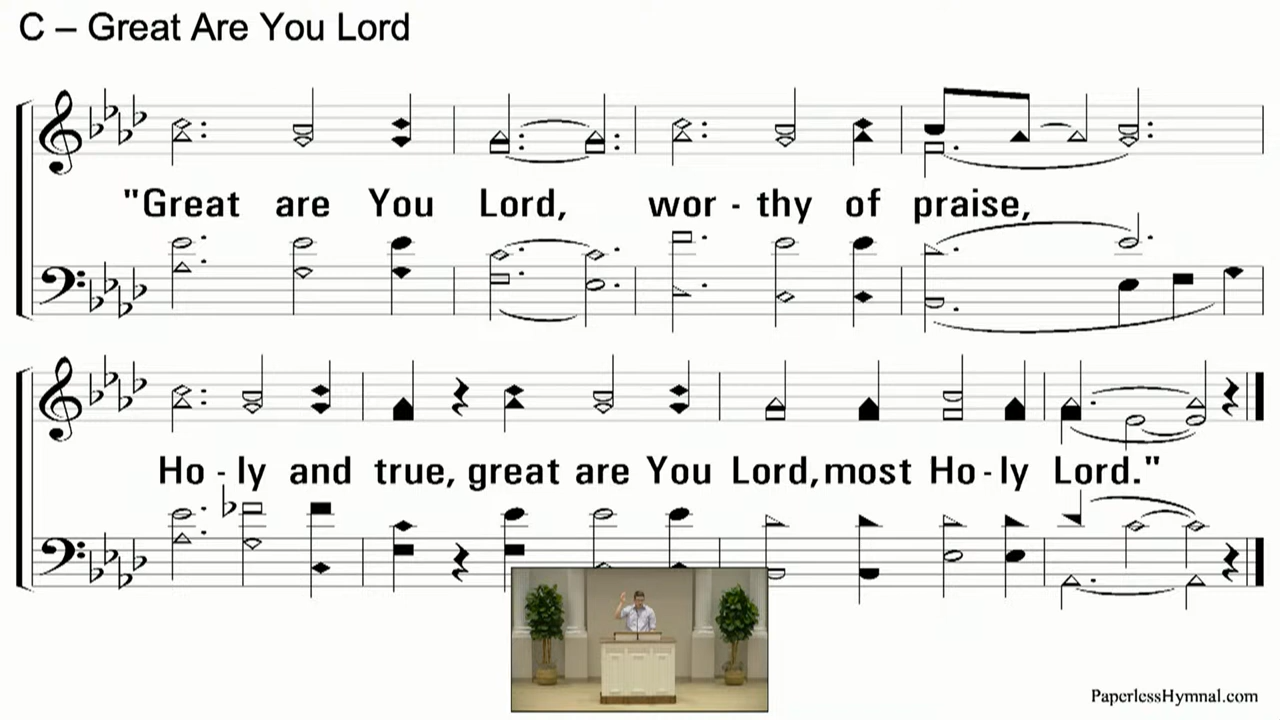 C – Great Are You Lord
"Great are You Lord, wor - thy of praise,
Ho - ly and true, great are You Lord, most Ho - ly Lord."
PaperlessHymnal.com